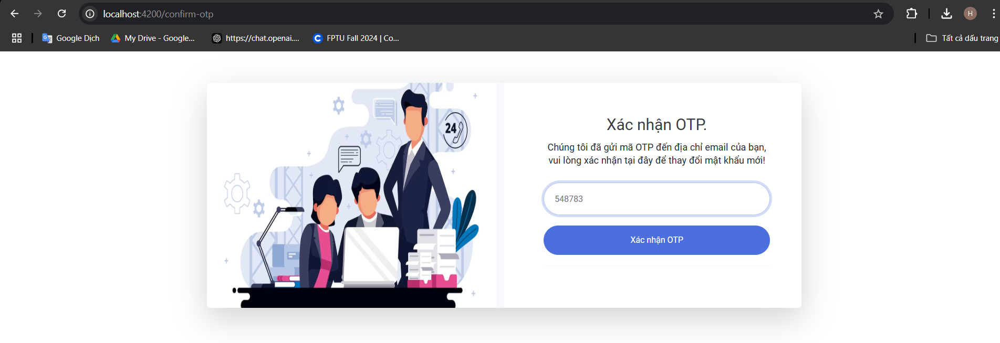 localhost:4200/confirm-otp
H
Google Dịch
My Drive - Google...
https://chat.openai....
FPTU Fall 2024 | Co...
Tất cả dấu trang
24
Xác nhận OTP.
Chúng tôi đã gửi mã OTP đến địa chỉ email của bạn,
vui lòng xác nhận tại đây để thay đổi mật khẩu mới!
548783
Xác nhận OTP